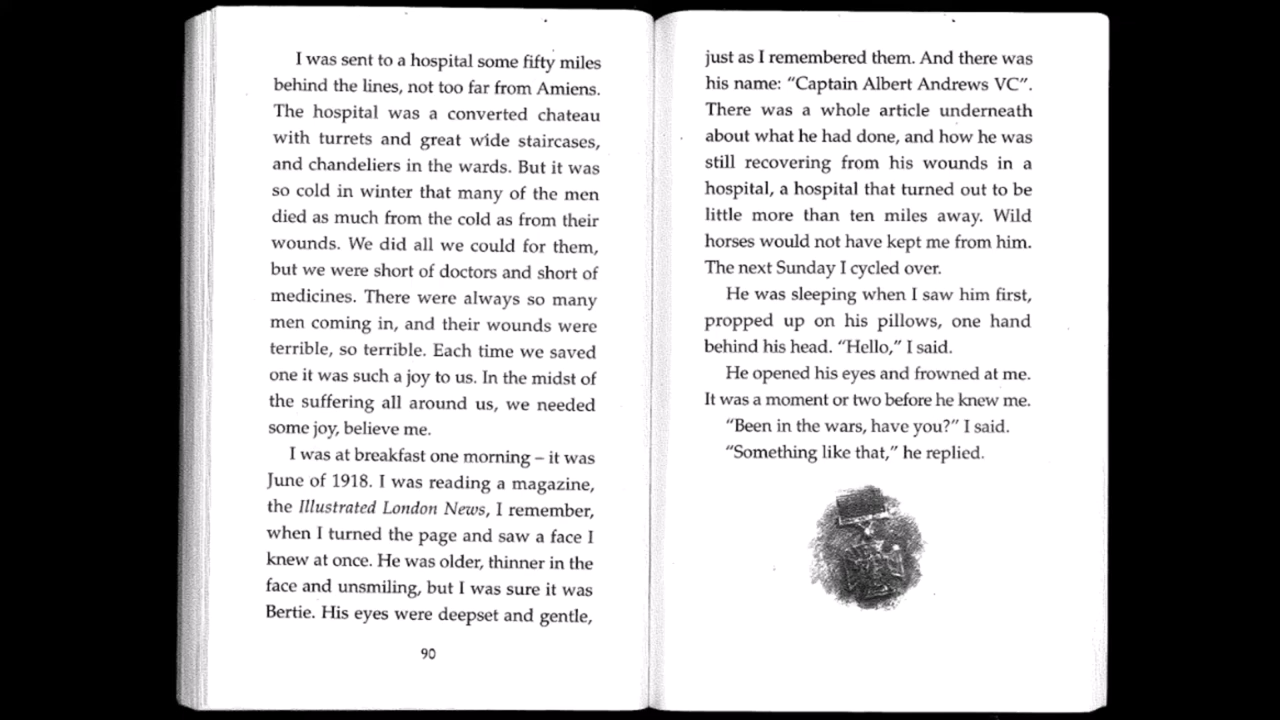 I was sent to a hospital some fifty miles
behind the lines, not too far from Amiens.
The hospital was a converted chateau
with turrets and great wide staircases,
and chandeliers in the wards. But it was
so cold in winter that many of the men
died as much from the cold as from their
wounds. We did all we could for them,
but we were short of doctors and short of
medicines. There were always so many
men coming in, and their wounds were
terrible, so terrible. Each time we saved
one it was such a joy to us. In the midst of
the suffering all around us, we needed
some joy, believe me.
I was at breakfast one morning – it was
June of 1918. I was reading a magazine,
the Illustrated London News, I remember,
when I turned the page and saw a face I
knew at once. He was older, thinner in the
face and unsmiling, but I was sure it was
Bertie. His eyes were deepset and gentle,
90
just as I remembered them. And there was
his name: “Captain Albert Andrews VC”.
There was a whole article underneath
about what he had done, and how he was
still recovering from his wounds in a
hospital, a hospital that turned out to be
little more than ten miles away. Wild
horses would not have kept me from him.
The next Sunday I cycled over.
He was sleeping when I saw him first,
propped up on his pillows, one hand
behind his head. “Hello,” I said.
He opened his eyes and frowned at me.
It was a moment or two before he knew me.
“Been in the wars, have you?” I said.
“Something like that,” he replied.